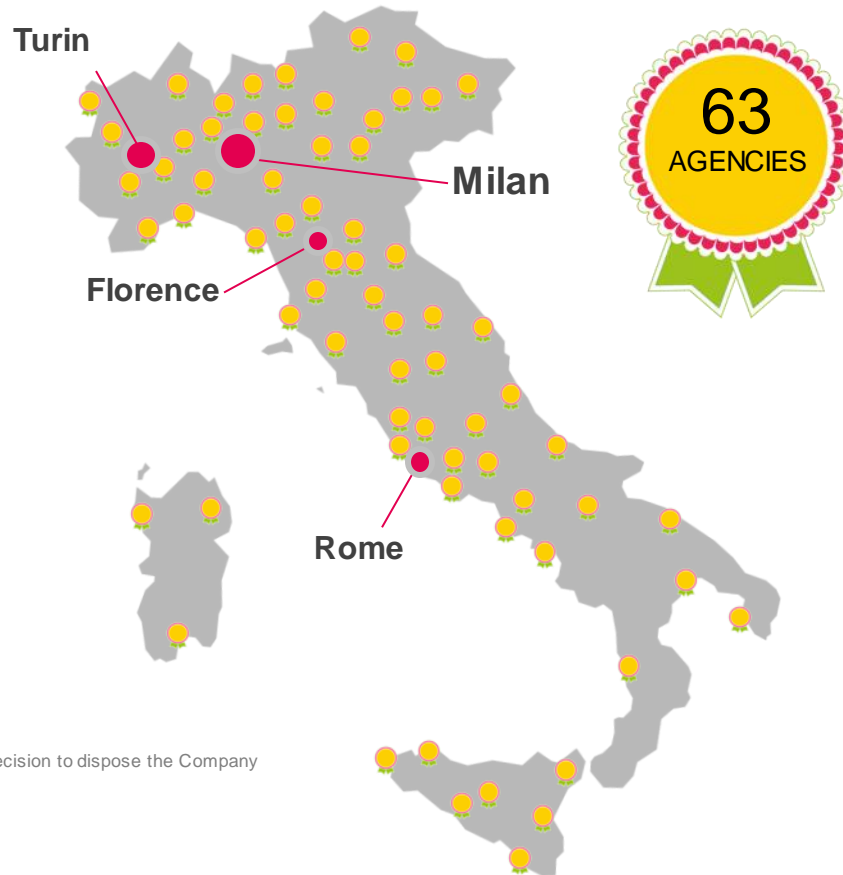 Turin
63
AGENCIES
Milan
Florence
Rome
ecision to dispose the Company